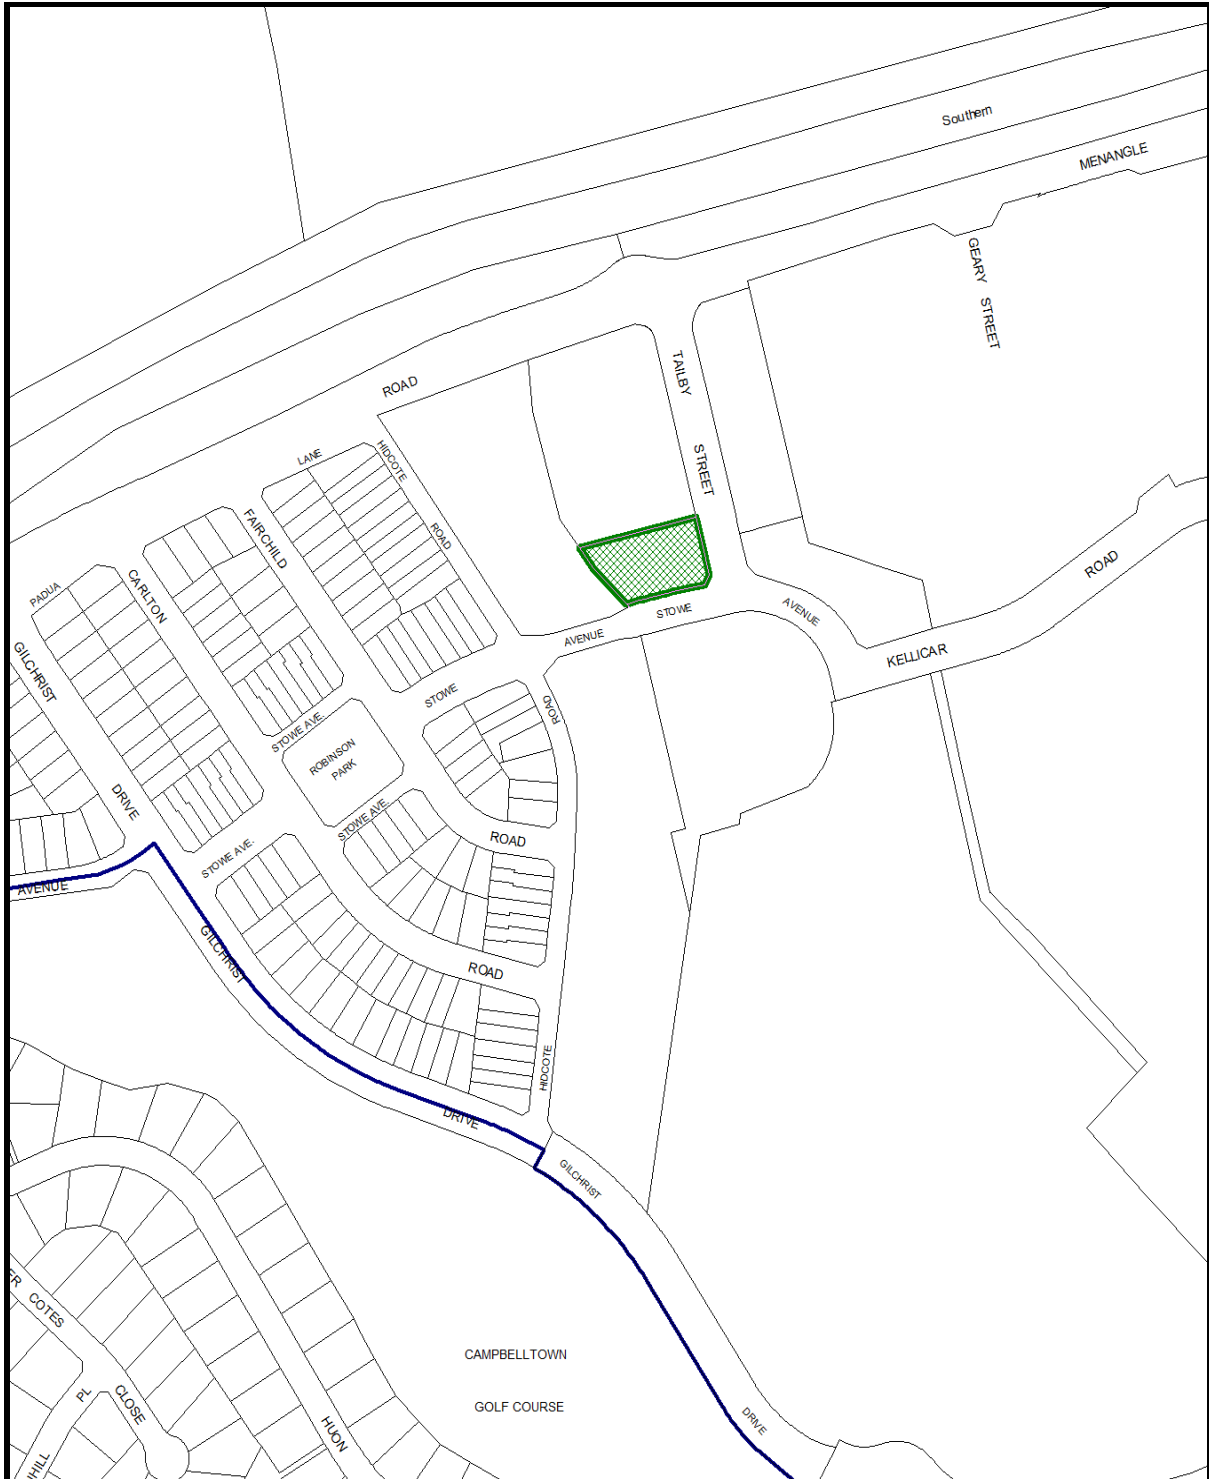 Southern
MENANGLE
GEARY STREET
ROAD
TAILBY
STREET
HIDCOTE
ROAD
LANE
FAIRCHILD
PADUA
CARLTON
GILCHRIST
DRIVE
ROAD
AVENUE
KELLICAR
STOWE
AVENUE
STOWE
ROAD
STOWE AVE.
ROBINSON
PARK
STOWE AVE.
STOWE AVE.
ROAD
AVENUE
GILCHRIST
ROAD
HIDCOTE
DRIVE
GILCHRIST
COTES
CAMPBELLTOWN
GOLF COURSE
PL
CLOSE
HUON
DRIVE